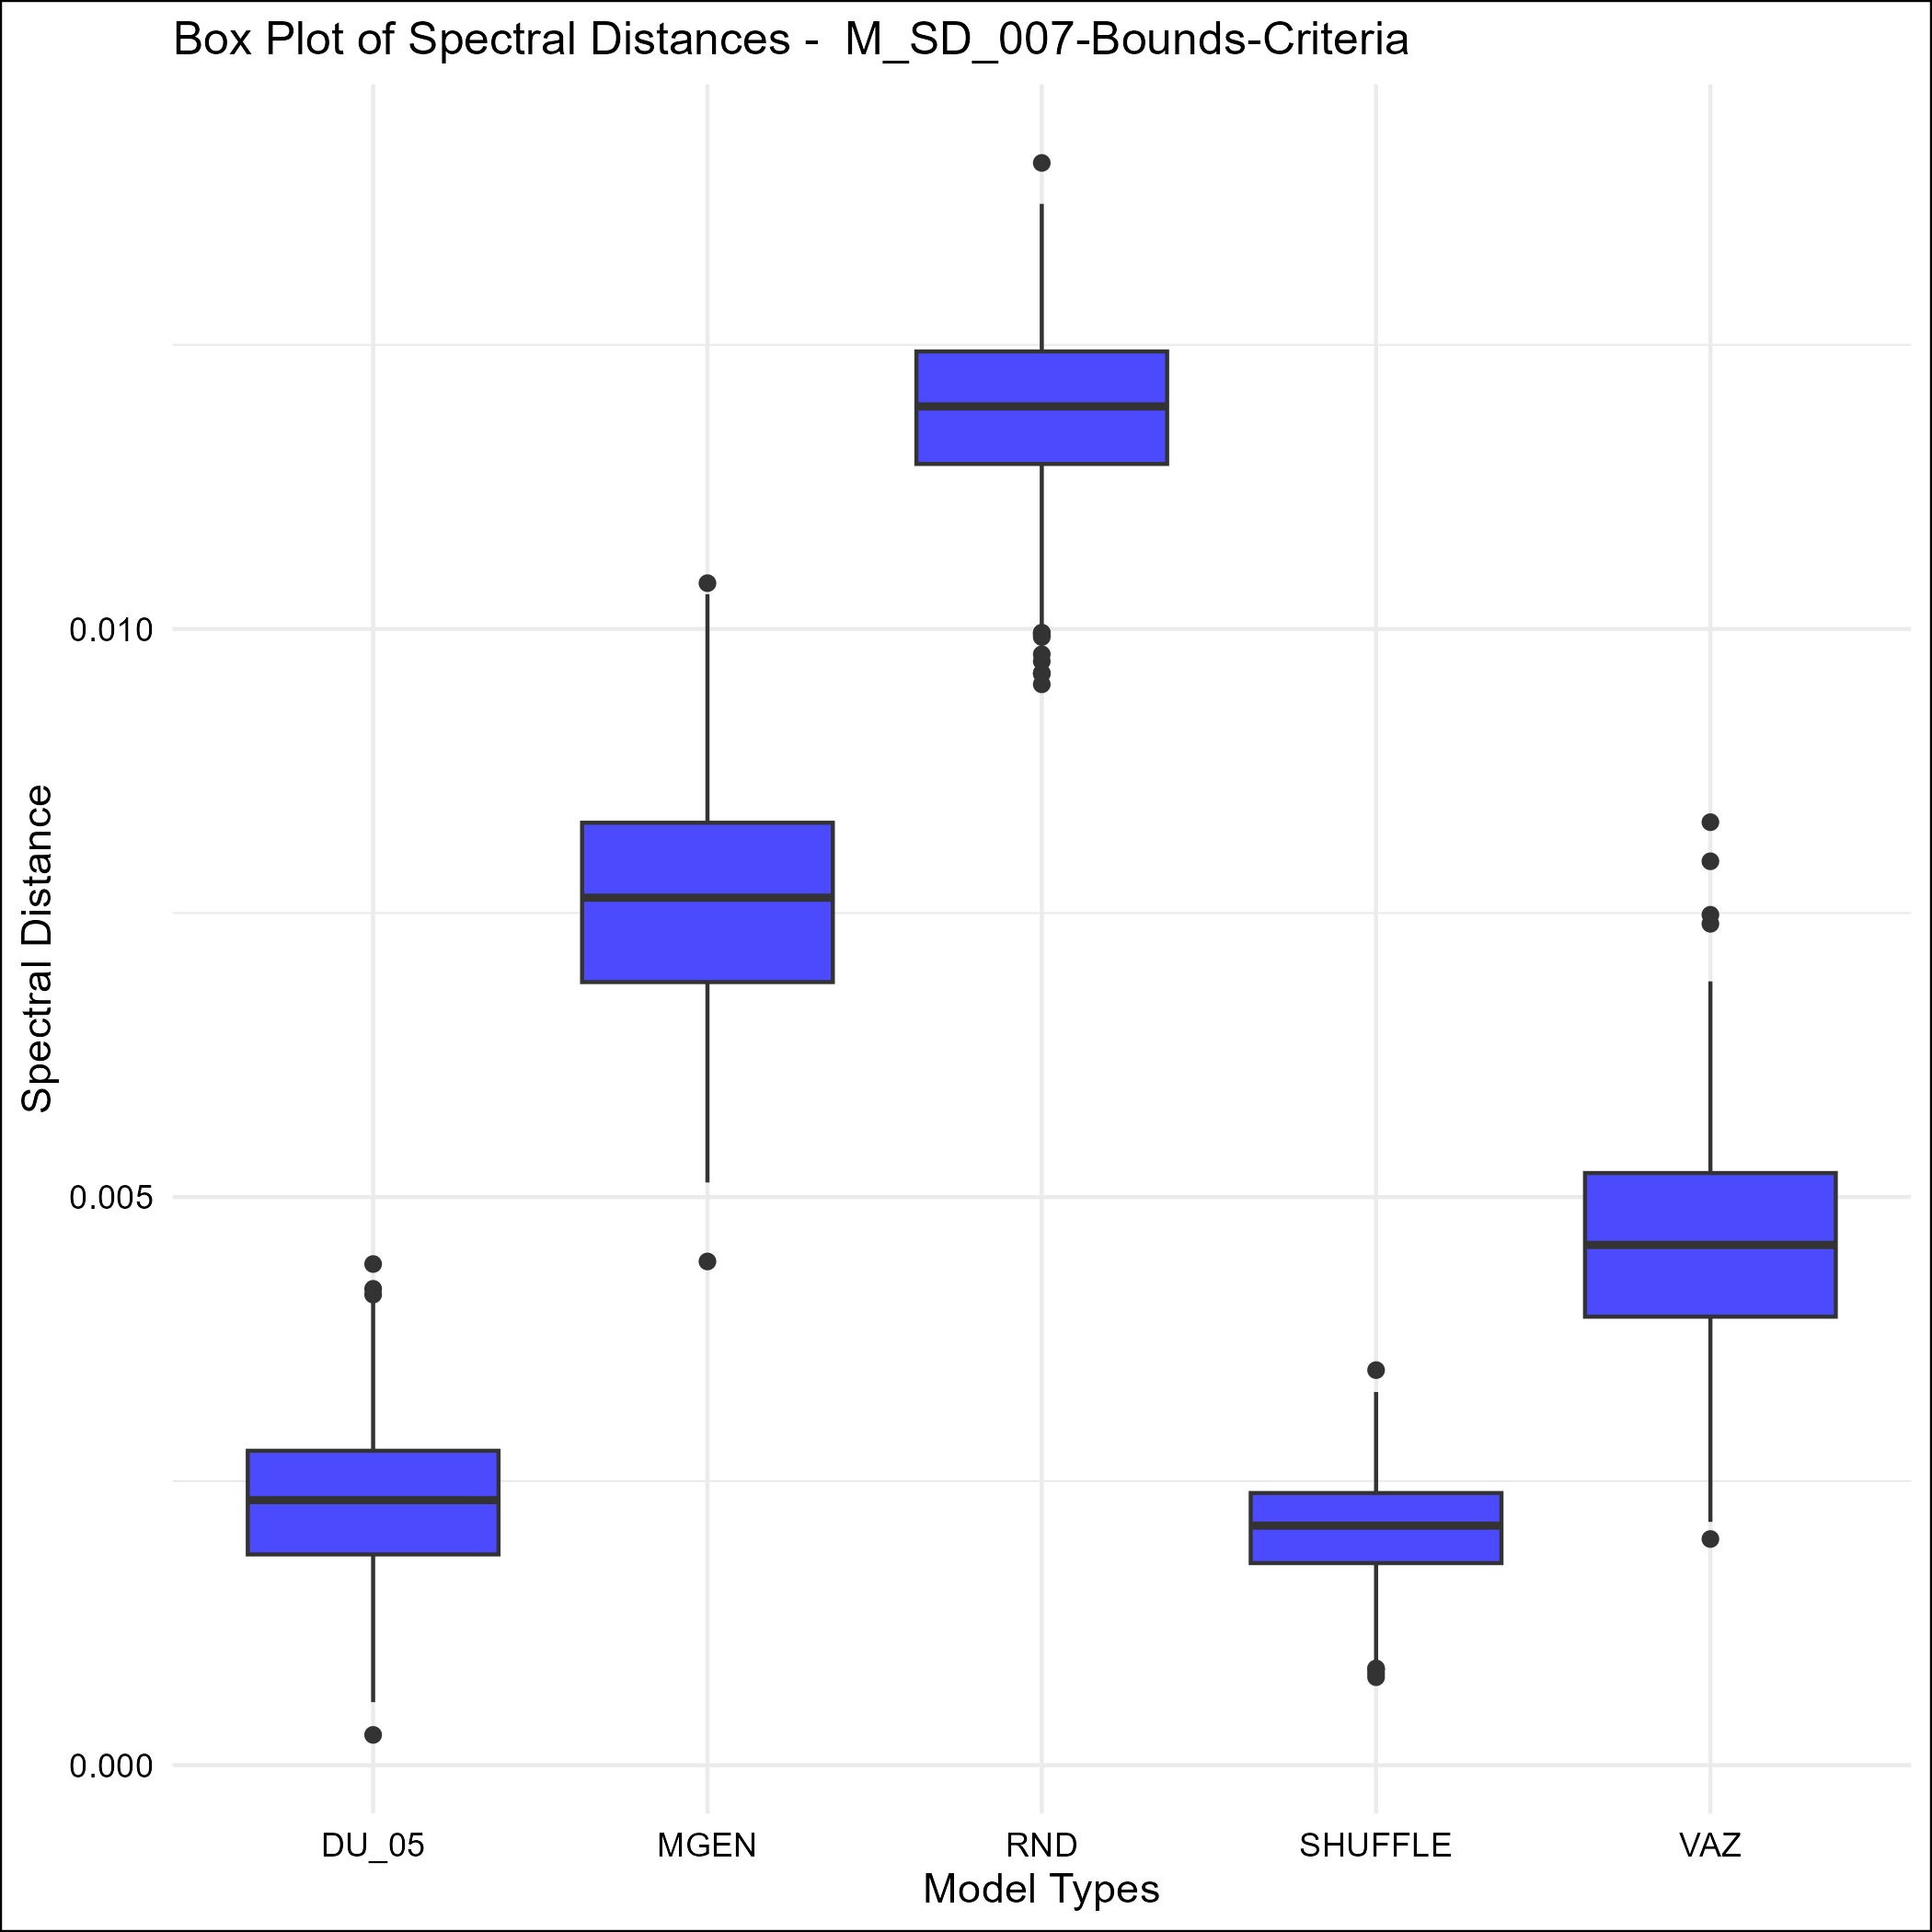 Box Plot of Spectral Distances -  M_SD_007-Bounds-Criteria
Spectral Distance
0.010
0.005
0.000
DU_05 MGEN RND SHUFFLE VAZ
Model Types